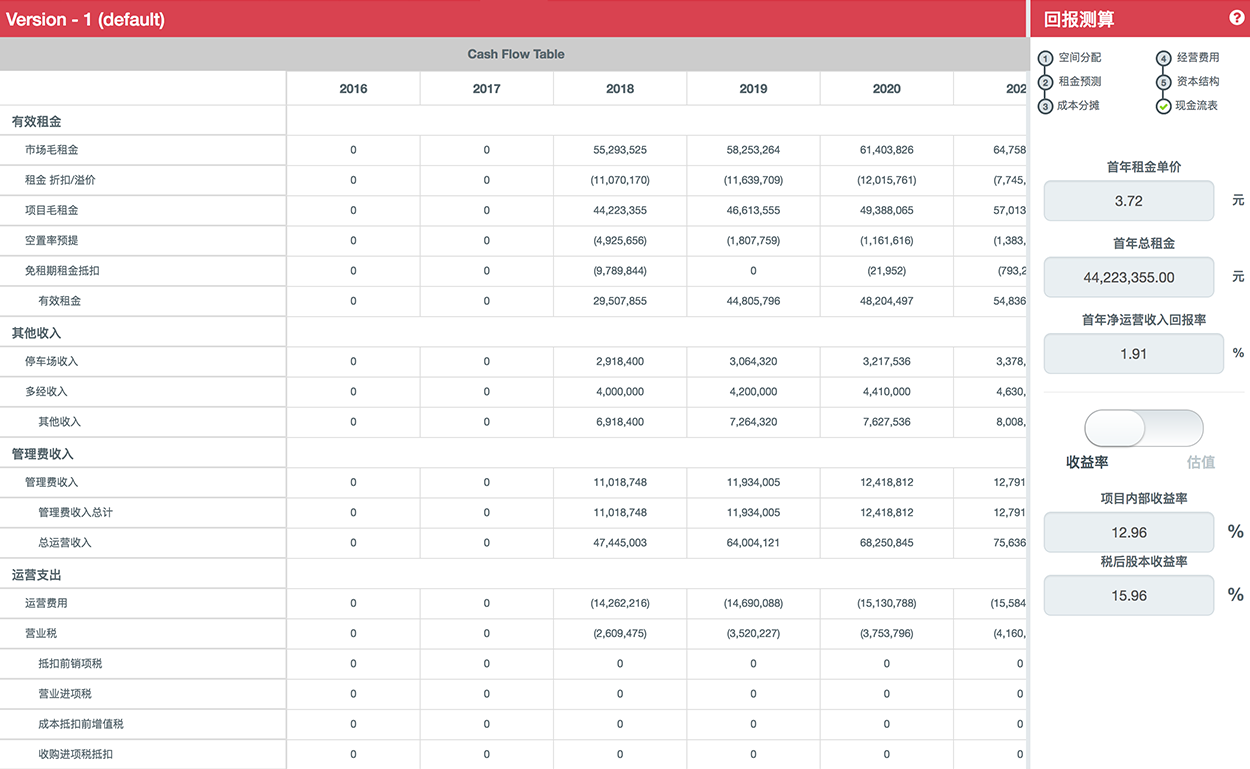 Version - 1 (default)
Cash Flow Table
2016 2017 2018 2019 2020 202
有效租金
市场毛租金 0 0 55,293,525 58,253,264 61,403,826 64,758
租金 折扣/溢价 0 0 (11,070,170) (11,639,709) (12,015,761) (7,745,
项目毛租金 0 0 44,223,355 46,613,555 49,388,065 57,013
空置率预提 0 0 (4,925,656) (1,807,759) (1,161,616) (1,383,
免租期租金抵扣 0 0 (9,789,844) 0 (21,952) (793,2
有效租金 0 0 29,507,855 44,805,796 48,204,497 54,836
其他收入
停车场收入 0 0 2,918,400 3,064,320 3,217,536 3,378,
多经收入 0 0 4,000,000 4,200,000 4,410,000 4,630,
其他收入 0 0 6,918,400 7,264,320 7,627,536 8,008,
管理费收入
管理费收入 0 0 11,018,748 11,934,005 12,418,812 12,791
管理费收入总计 0 0 11,018,748 11,934,005 12,418,812 12,791
总运营收入 0 0 47,445,003 64,004,121 68,250,845 75,636
运营支出
运营费用 0 0 (14,262,216) (14,690,088) (15,130,788) (15,584
营业税 0 0 (2,609,475) (3,520,227) (3,753,796) (4,160,
抵扣前销项税 0 0 0 0 0 0
营业进项税 0 0 0 0 0 0
成本抵扣前增值税 0 0 0 0 0 0
收购进项税抵扣 0 0 0 0 0 0
回报测算 ?
1 空间分配
2 租金预测
3 成本分摊
4 经营费用
5 资本结构
现金流表
首年租金单价
3.72 元
首年总租金
44,223,355.00 元
首年净运营收入回报率
1.91 %
收益率 估值
项目内部收益率
12.96 %
税后股本收益率
15.96 %